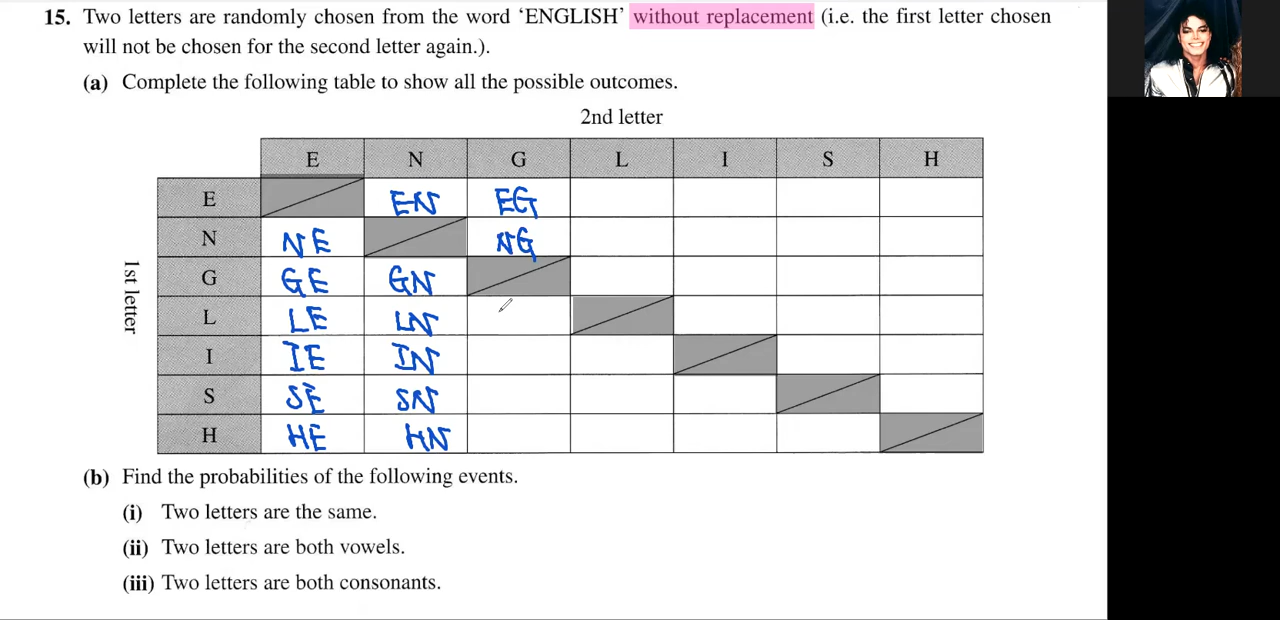 15. Two letters are randomly chosen from the word ‘ENGLISH’ without replacement (i.e. the first letter chosen
will not be chosen for the second letter again.).
(a) Complete the following table to show all the possible outcomes.
2nd letter
E N G L I S H
1st letter
E EN EG
N NE NG
G GE GN
L LE LN
I IE IN
S SE SN
H HE HN
(b) Find the probabilities of the following events.
(i) Two letters are the same.
(ii) Two letters are both vowels.
(iii) Two letters are both consonants.